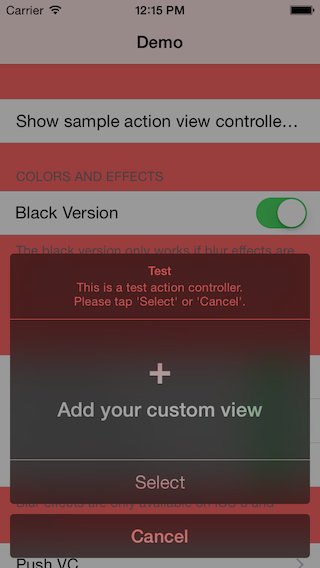 Carrier 12:15 PM
Demo
Show sample action view controlle…
COLORS AND EFFECTS
Black Version
The black version only works if blur effects are
Test
This is a test action controller.
Please tap 'Select' or 'Cancel'.
+
Add your custom view
Select
Blur effects are only available on iOS 8 and
Cancel
Push VC